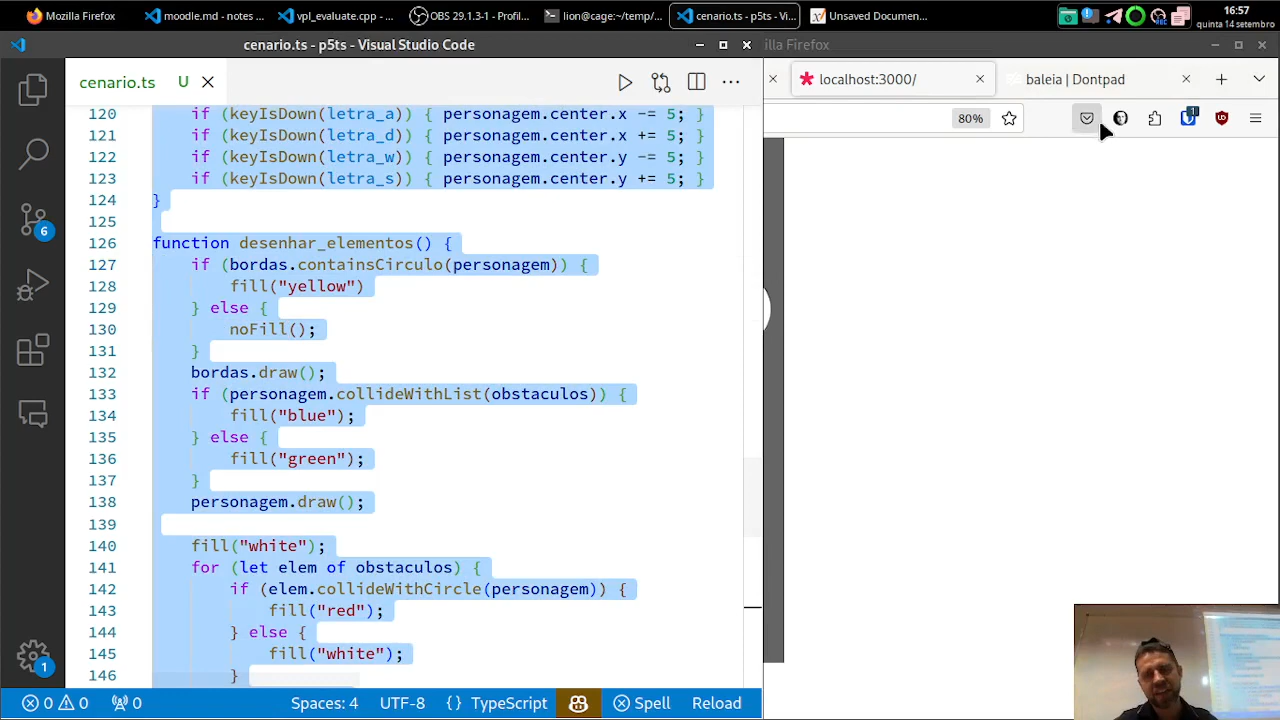 Mozilla Firefox
moodle.md - notes ...
vpl_evaluate.cpp - ...
OBS 29.1.3-1 - Profil...
lion@cage:~/temp/...
cenario.ts - p5ts - Vi...
Unsaved Documen...
16:57
quinta 14 setembro
cenario.ts - p5ts - Visual Studio Code
illa Firefox
cenario.ts U
localhost:3000/
baleia | Dontpad
80%
1
120 if (keyIsDown(letra_a)) { personagem.center.x -= 5; }
121 if (keyIsDown(letra_d)) { personagem.center.x += 5; }
122 if (keyIsDown(letra_w)) { personagem.center.y -= 5; }
123 if (keyIsDown(letra_s)) { personagem.center.y += 5; }
124 }
125
126 function desenhar_elementos() {
127 if (bordas.containsCirculo(personagem)) {
128 fill("yellow")
129 } else {
130 noFill();
131 }
132 bordas.draw();
133 if (personagem.collideWithList(obstaculos)) {
134 fill("blue");
135 } else {
136 fill("green");
137 }
138 personagem.draw();
139
140 fill("white");
141 for (let elem of obstaculos) {
142 if (elem.collideWithCircle(personagem)) {
143 fill("red");
144 } else {
145 fill("white");
146 }
6
1
0 0 0 Spaces: 4 UTF-8 {} TypeScript Spell Reload